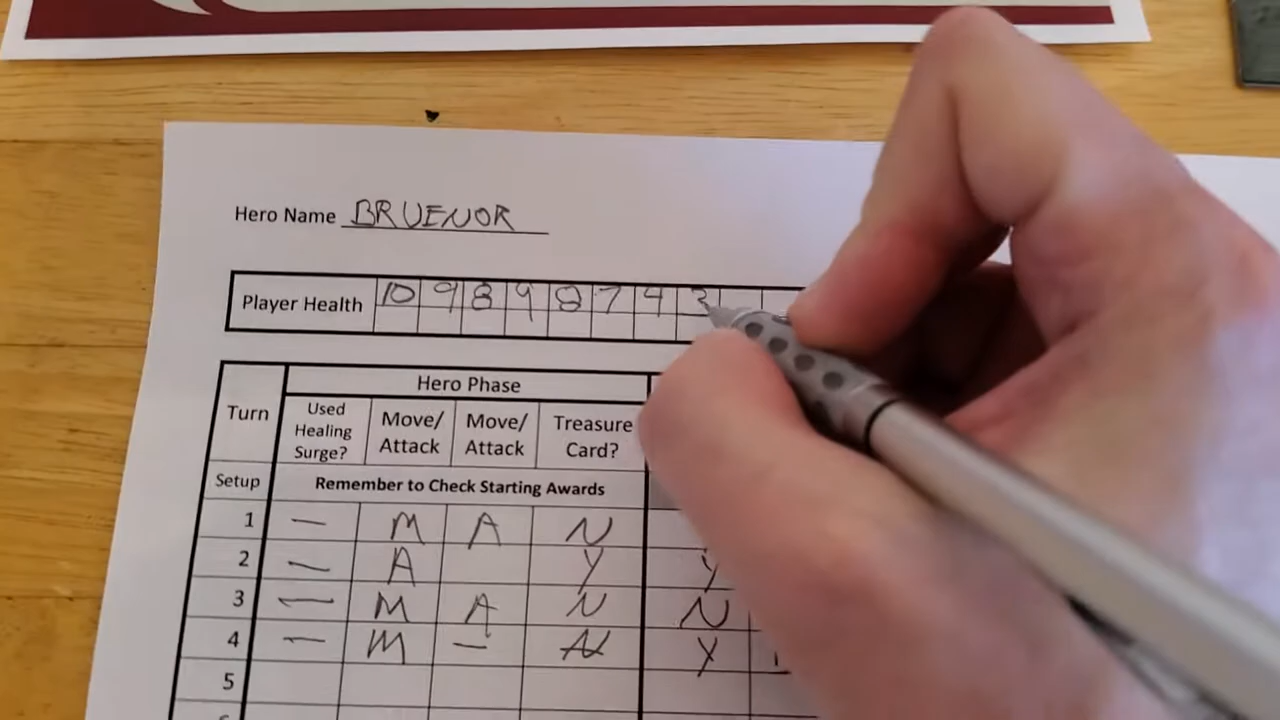 Hero Name BRUENOR
Player Health 10 9 8 9 8 7 4 3
Hero Phase
Turn Used Healing Surge? Move/ Attack Move/ Attack Treasure Card?
Setup Remember to Check Starting Awards
1 — M A N
2 — A Y Y
3 — M A N N
4 — M — N Y
5